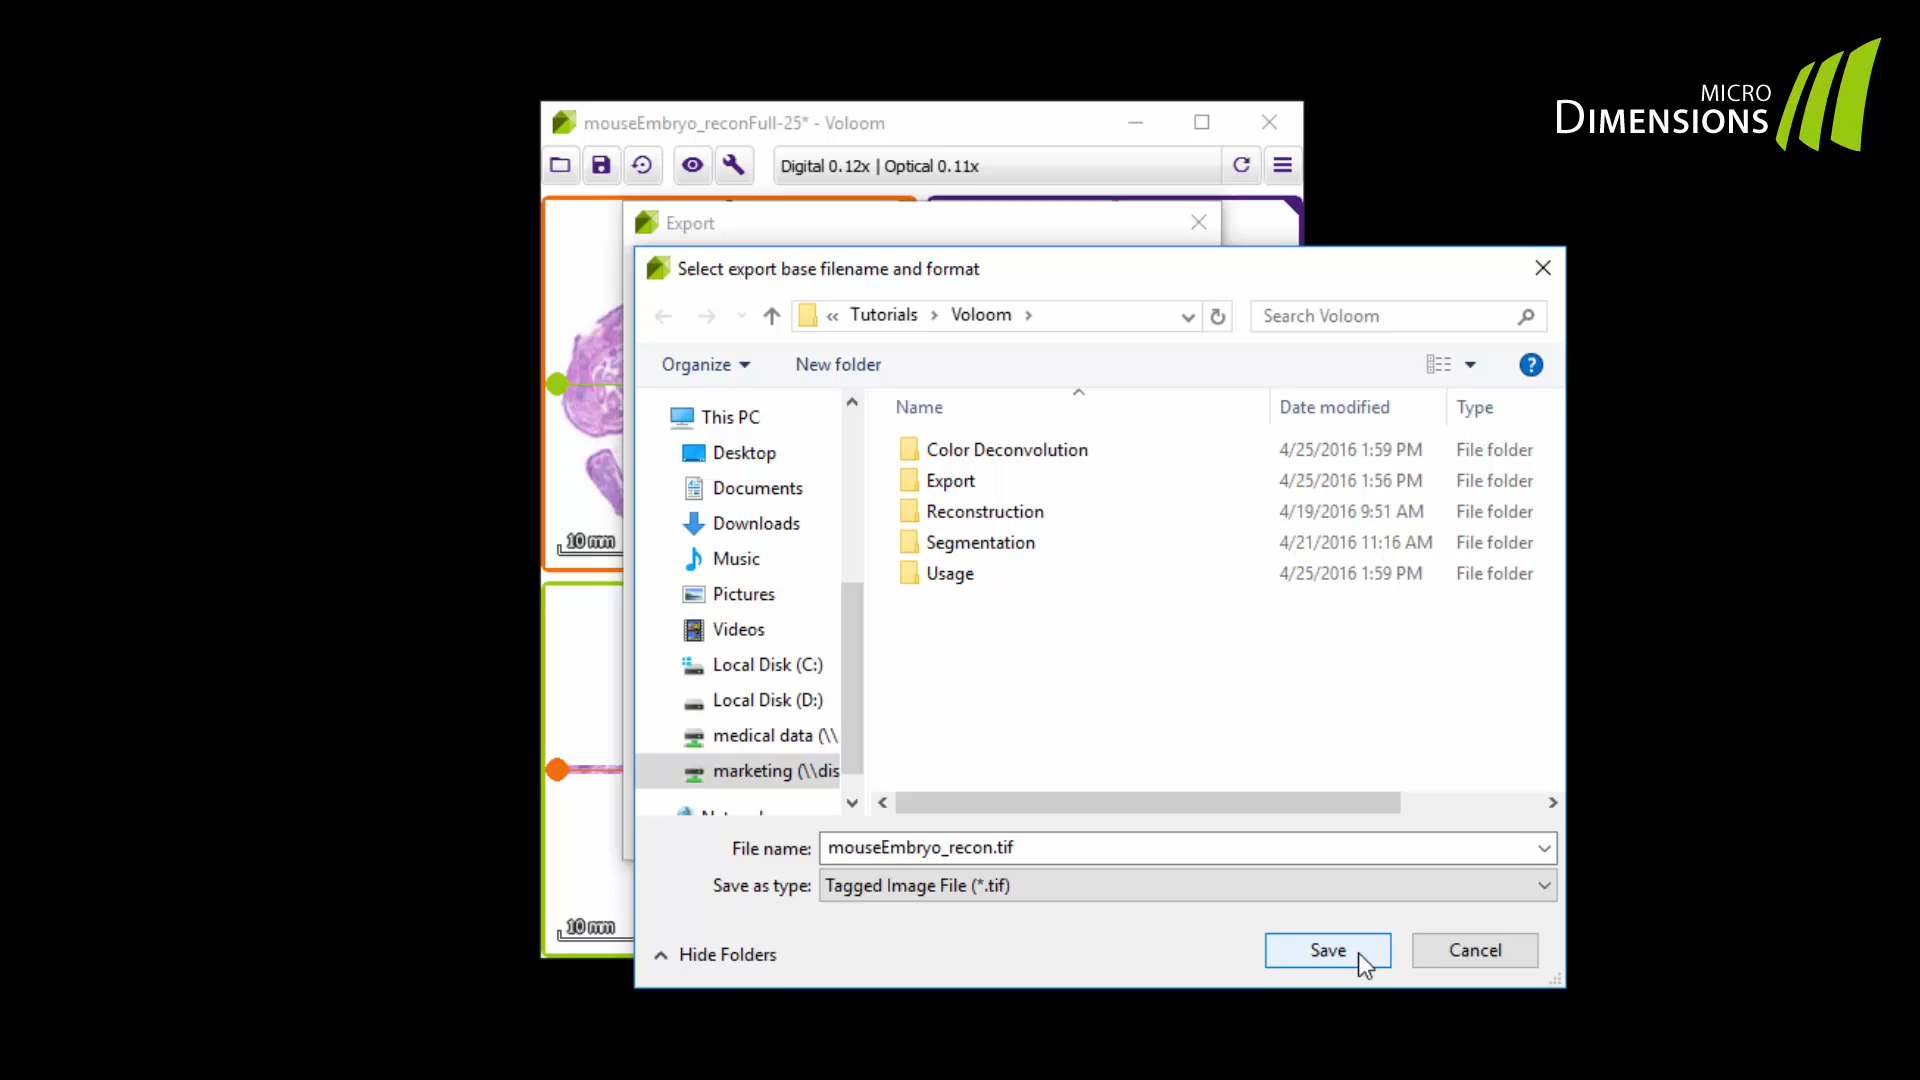 MICRO
DIMENSIONS
mouseEmbryo_reconFull-25* - Voloom
Digital 0.12x | Optical 0.11x
Export
Select export base filename and format
« Tutorials > Voloom >
Search Voloom
Organize
New folder
?
Name
Date modified
Type
This PC
Desktop
Documents
Downloads
Music
Pictures
Videos
Local Disk (C:)
Local Disk (D:)
medical data (\\
marketing (\\dis
Color Deconvolution 4/25/2016 1:59 PM File folder
Export 4/25/2016 1:56 PM File folder
Reconstruction 4/19/2016 9:51 AM File folder
Segmentation 4/21/2016 11:16 AM File folder
Usage 4/25/2016 1:59 PM File folder
10 mm
10 mm
File name: mouseEmbryo_recon.tif
Save as type: Tagged Image File (*.tif)
Hide Folders
Save
Cancel